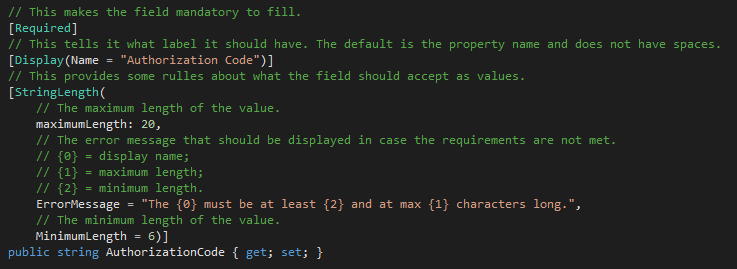 // This makes the field mandatory to fill.
[Required]
// This tells it what label it should have. The default is the property name and does not have spaces.
[Display(Name = "Authorization Code")]
// This provides some rulles about what the field should accept as values.
[StringLength(
    // The maximum length of the value.
    maximumLength: 20,
    // The error message that should be displayed in case the requirements are not met.
    // {0} = display name;
    // {1} = maximum length;
    // {2} = minimum length.
    ErrorMessage = "The {0} must be at least {2} and at max {1} characters long.",
    // The minimum length of the value.
    MinimumLength = 6)]
public string AuthorizationCode { get; set; }